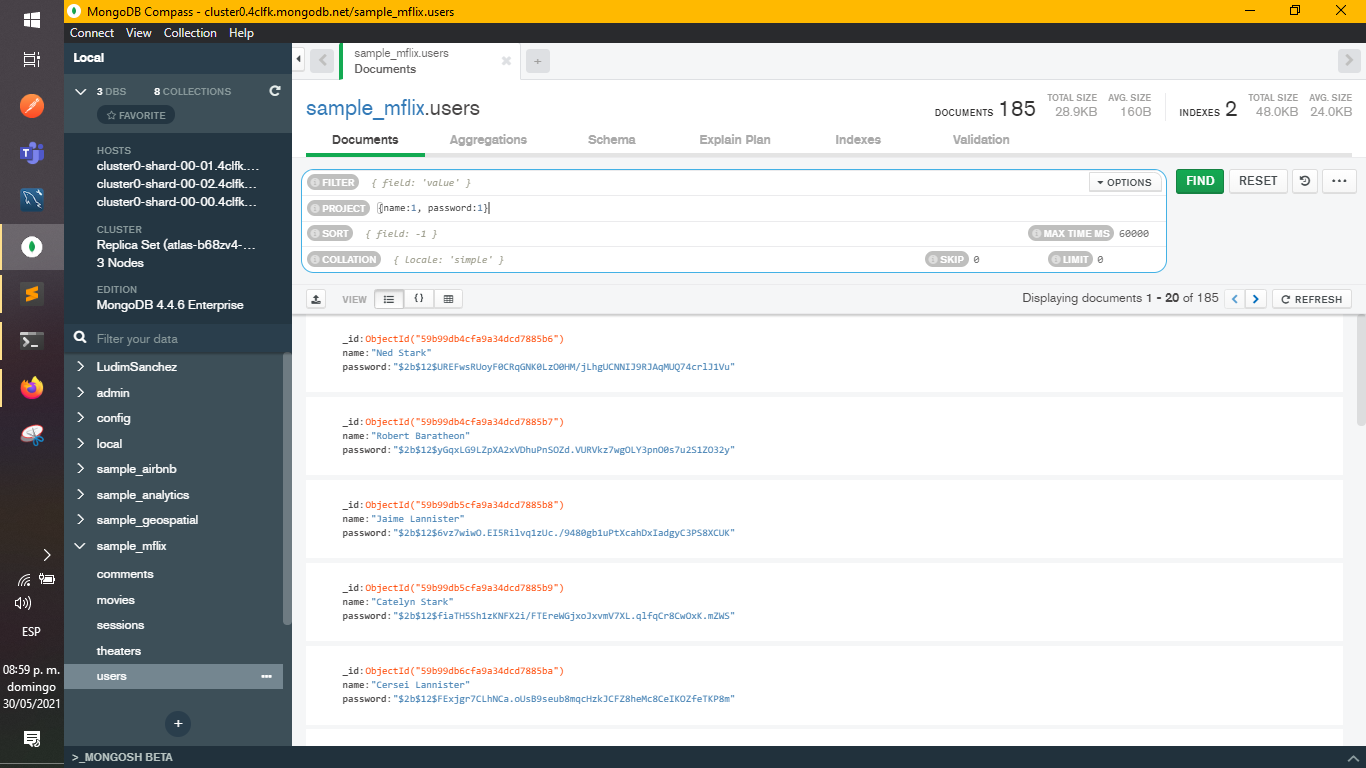 MongoDB Compass - cluster0.4clfk.mongodb.net/sample_mflix.users
Connect View Collection Help
Local
3 DBS 8 COLLECTIONS
FAVORITE
HOSTS
cluster0-shard-00-01.4clfk....
cluster0-shard-00-02.4clfk...
cluster0-shard-00-00.4clfk...
CLUSTER
Replica Set (atlas-b68zv4-...
3 Nodes
EDITION
MongoDB 4.4.6 Enterprise
Filter your data
LudimSanchez
admin
config
local
sample_airbnb
sample_analytics
sample_geospatial
sample_mflix
comments
movies
sessions
theaters
users
>_MONGOSH BETA
ESP
08:59 p. m.
domingo
30/05/2021
sample_mflix.users
Documents
sample_mflix.users
DOCUMENTS 185 TOTAL SIZE 28.9KB AVG. SIZE 160B INDEXES 2 TOTAL SIZE 48.0KB AVG. SIZE 24.0KB
Documents Aggregations Schema Explain Plan Indexes Validation
FILTER { field: 'value' } OPTIONS FIND RESET
PROJECT {name:1, password:1}
SORT { field: -1 } MAX TIME MS 60000
COLLATION { locale: 'simple' } SKIP 0 LIMIT 0
VIEW {} Displaying documents 1 - 20 of 185 REFRESH
_id:ObjectId("59b99db4cfa9a34dcd7885b6")
name:"Ned Stark"
password:"$2b$12$UREFwsRUoyF0CRqGNK0LzO0HM/jLhgUCNNIJ9RJAqMUQ74crlJ1Vu"
_id:ObjectId("59b99db4cfa9a34dcd7885b7")
name:"Robert Baratheon"
password:"$2b$12$yGqxLG9LZpXA2xVDhuPnSOZd.VURVkz7wgOLY3pnO0s7u2S1ZO32y"
_id:ObjectId("59b99db5cfa9a34dcd7885b8")
name:"Jaime Lannister"
password:"$2b$12$6vz7wiwO.EI5Rilvq1zUc./9480gb1uPtXcahDxIadgyC3PS8XCUK"
_id:ObjectId("59b99db5cfa9a34dcd7885b9")
name:"Catelyn Stark"
password:"$2b$12$fiaTH5Sh1zKNFX2i/FTEreWGjxoJxvmV7XL.qlfqCr8CwOxK.mZWS"
_id:ObjectId("59b99db6cfa9a34dcd7885ba")
name:"Cersei Lannister"
password:"$2b$12$FExjgr7CLhNCa.oUsB9seub8mqcHzkJCFZ8heMc8CeIKOZfeTKP8m"